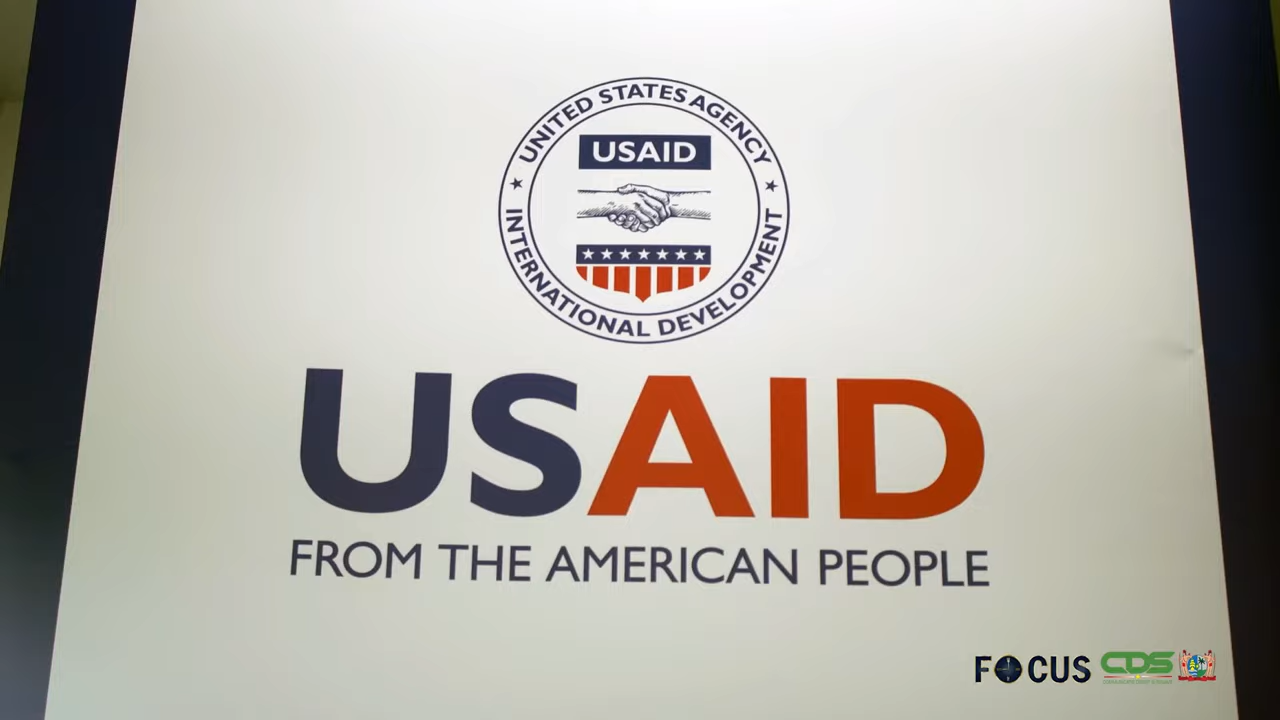 UNITED STATES AGENCY
USAID
INTERNATIONAL DEVELOPMENT
USAID
FROM THE AMERICAN PEOPLE
FOCUS CDS